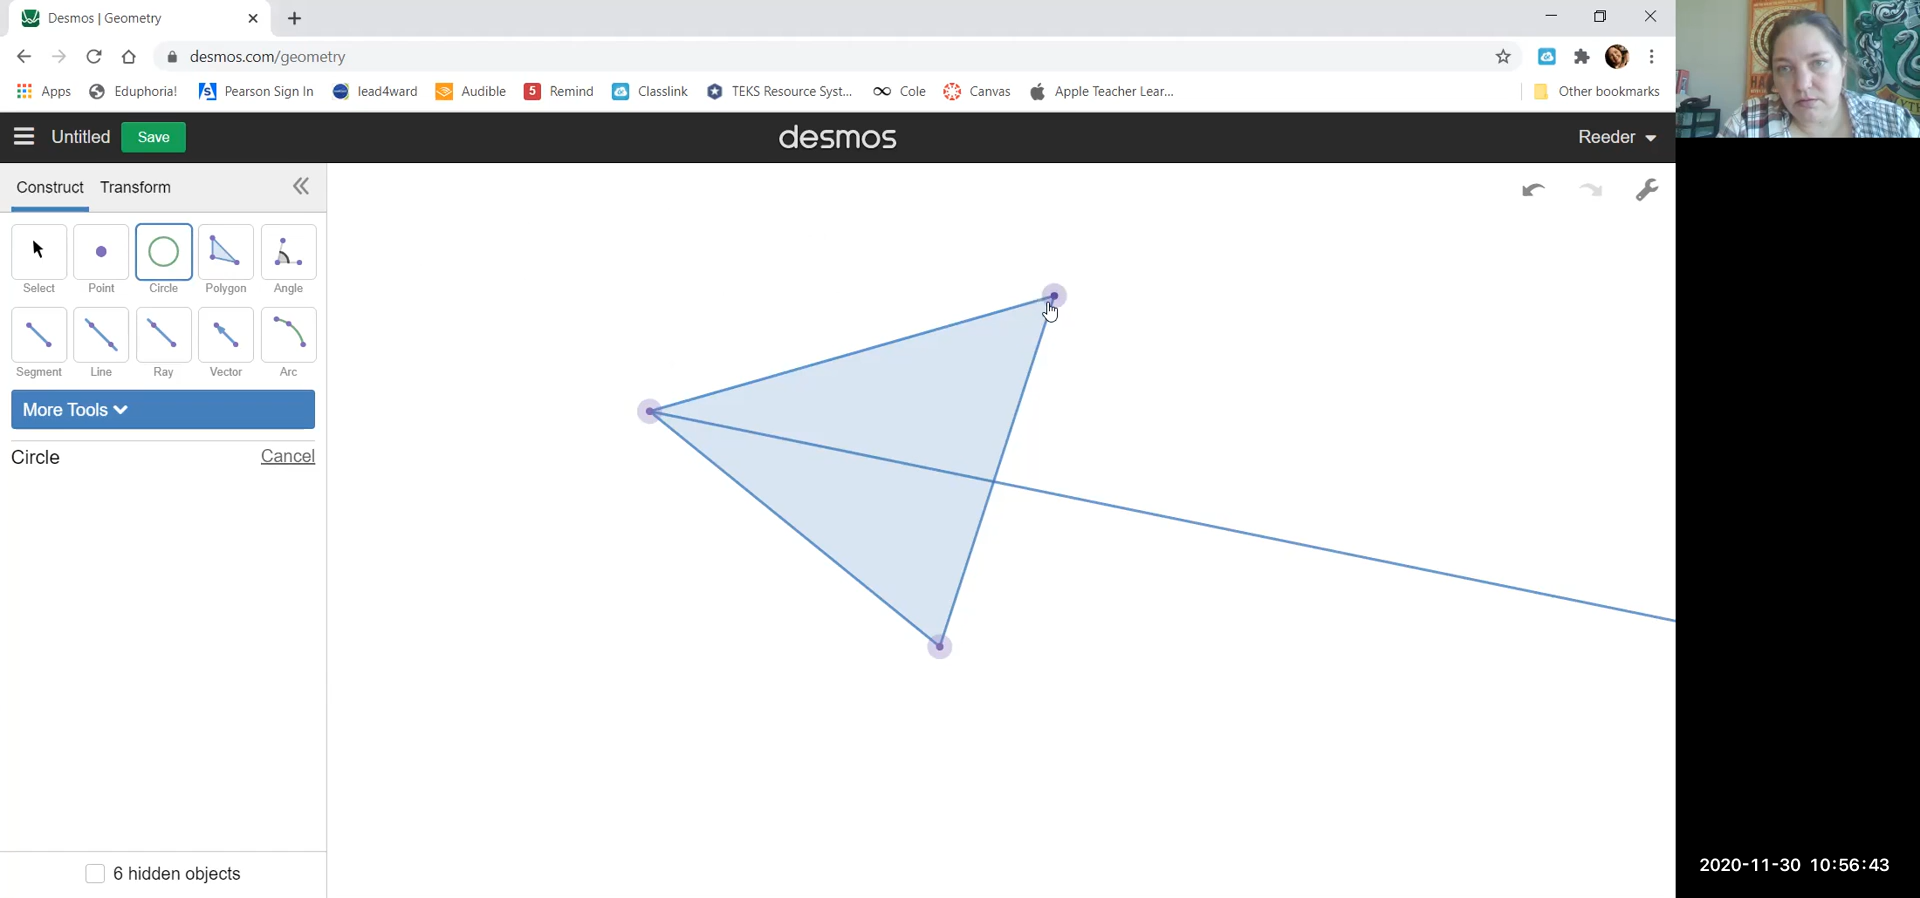 Desmos | Geometry
desmos.com/geometry
Apps Eduphoria! Pearson Sign In lead4ward Audible 5 Remind Classlink TEKS Resource Syst... Cole Canvas Apple Teacher Lear... Other bookmarks
Untitled Save desmos Reeder
Construct Transform
Select Point Circle Polygon Angle
Segment Line Ray Vector Arc
More Tools
Circle Cancel
6 hidden objects
2020-11-30 10:56:43